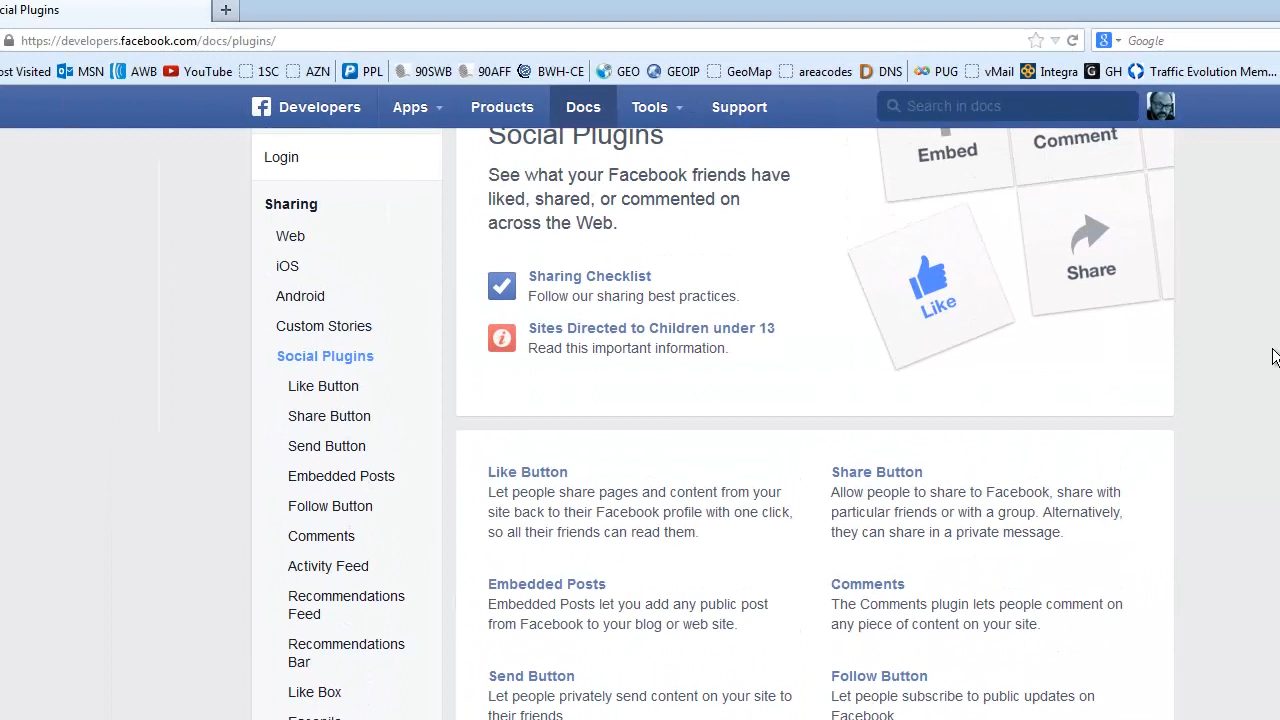 cial Plugins
https://developers.facebook.com/docs/plugins/
Google
ost Visited MSN AWB YouTube 1SC AZN PPL 90SWB 90AFF BWH-CE GEO GEOIP GeoMap areacodes DNS PUG vMail Integra GH Traffic Evolution Mem...
Developers Apps Products Docs Tools Support Search in docs
Login
Sharing
Web
iOS
Android
Custom Stories
Social Plugins
Like Button
Share Button
Send Button
Embedded Posts
Follow Button
Comments
Activity Feed
Recommendations
Feed
Recommendations
Bar
Like Box
Social Plugins
See what your Facebook friends have
liked, shared, or commented on
across the Web.
Sharing Checklist
Follow our sharing best practices.
Sites Directed to Children under 13
Read this important information.
Embed
Comment
Like
Share
Like Button
Let people share pages and content from your
site back to their Facebook profile with one click,
so all their friends can read them.
Share Button
Allow people to share to Facebook, share with
particular friends or with a group. Alternatively,
they can share in a private message.
Embedded Posts
Embedded Posts let you add any public post
from Facebook to your blog or web site.
Comments
The Comments plugin lets people comment on
any piece of content on your site.
Send Button
Let people privately send content on your site to
their friends.
Follow Button
Let people subscribe to public updates on
Facebook.